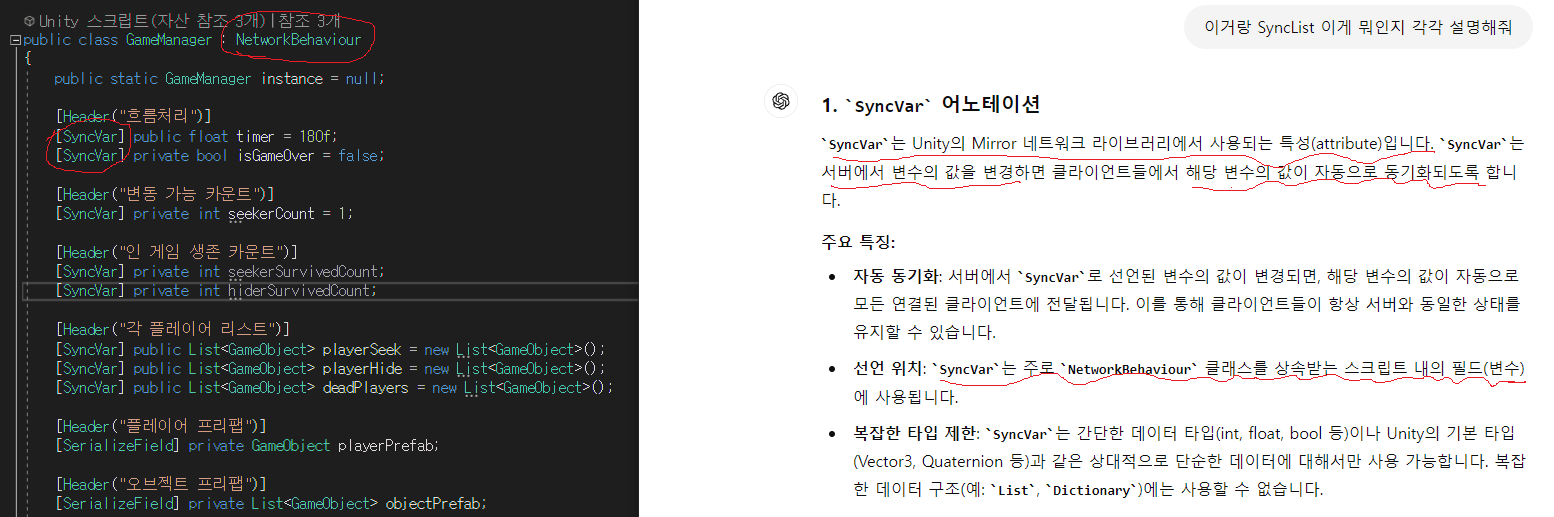 Unity 스크립트(자산 참조 3개)|참조 3개
public class GameManager : NetworkBehaviour
{
public static GameManager instance = null;
[Header("흐름처리")]
[SyncVar] public float timer = 180f;
[SyncVar] private bool isGameOver = false;
[Header("변동 가능 카운트")]
[SyncVar] private int seekerCount = 1;
[Header("인 게임 생존 카운트")]
[SyncVar] private int seekerSurvivedCount;
[SyncVar] private int hiderSurvivedCount;
[Header("각 플레이어 리스트")]
[SyncVar] public List<GameObject> playerSeek = new List<GameObject>();
[SyncVar] public List<GameObject> playerHide = new List<GameObject>();
[SyncVar] public List<GameObject> deadPlayers = new List<GameObject>();
[Header("플레이어 프리팹")]
[SerializeField] private GameObject playerPrefab;
[Header("오브젝트 프리팹")]
[SerializeField] private List<GameObject> objectPrefab;
이거랑 SyncList 이게 뭐인지 각각 설명해줘
1. `SyncVar` 어노테이션
`SyncVar`는 Unity의 Mirror 네트워크 라이브러리에서 사용되는 특성(attribute)입니다. `SyncVar`는
서버에서 변수의 값을 변경하면 클라이언트들에서 해당 변수의 값이 자동으로 동기화되도록 합니
다.
주요 특징:
• 자동 동기화: 서버에서 `SyncVar`로 선언된 변수의 값이 변경되면, 해당 변수의 값이 자동으로
모든 연결된 클라이언트에 전달됩니다. 이를 통해 클라이언트들이 항상 서버와 동일한 상태를
유지할 수 있습니다.
• 선언 위치: `SyncVar`는 주로 `NetworkBehaviour` 클래스를 상속받는 스크립트 내의 필드(변수)
에 사용됩니다.
• 복잡한 타입 제한: `SyncVar`는 간단한 데이터 타입(int, float, bool 등)이나 Unity의 기본 타입
(Vector3, Quaternion 등)과 같은 상대적으로 단순한 데이터에 대해서만 사용 가능합니다. 복잡
한 데이터 구조(예: `List`, `Dictionary`)에는 사용할 수 없습니다.